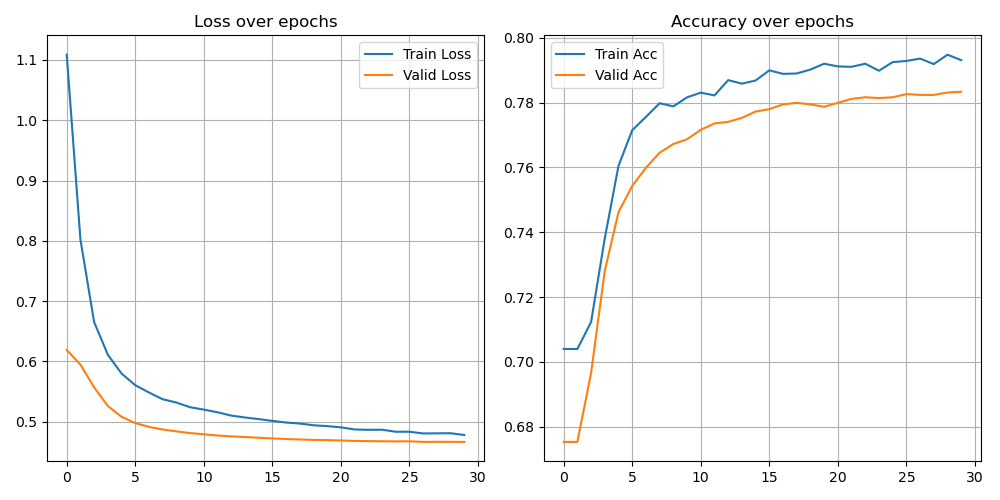 Loss over epochs
Train Loss
Valid Loss
1.1
1.0
0.9
0.8
0.7
0.6
0.5
0 5 10 15 20 25 30
Accuracy over epochs
Train Acc
Valid Acc
0.80
0.78
0.76
0.74
0.72
0.70
0.68
0 5 10 15 20 25 30